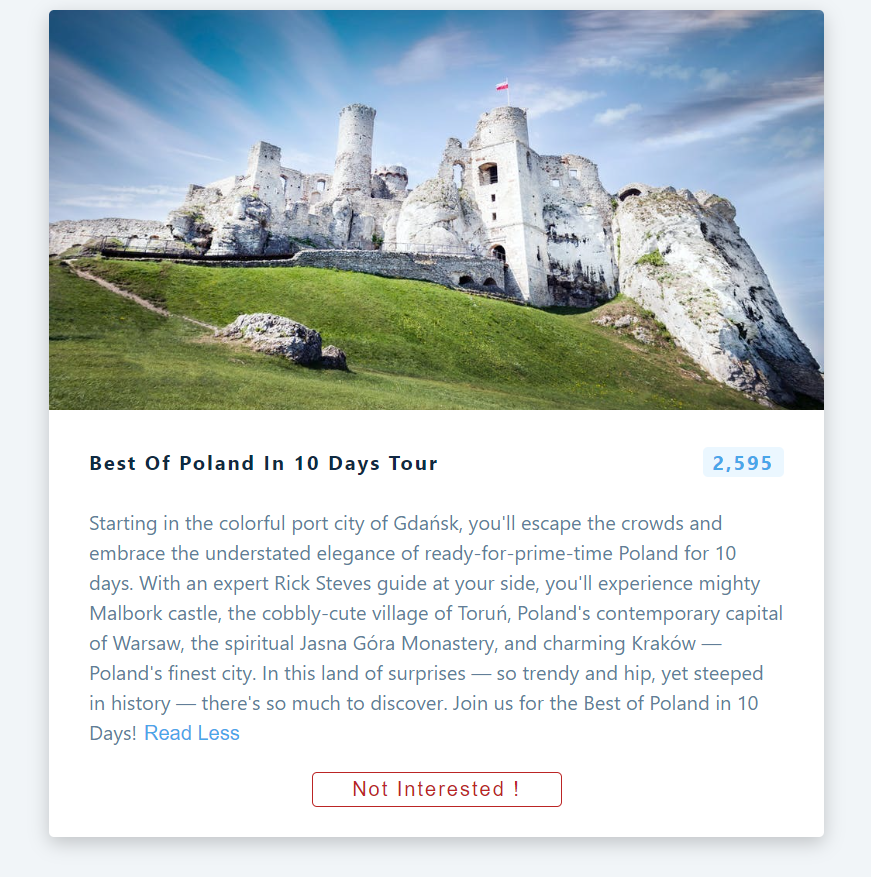 Best Of Poland In 10 Days Tour 2,595
Starting in the colorful port city of Gdańsk, you'll escape the crowds and
embrace the understated elegance of ready-for-prime-time Poland for 10
days. With an expert Rick Steves guide at your side, you'll experience mighty
Malbork castle, the cobbly-cute village of Toruń, Poland's contemporary capital
of Warsaw, the spiritual Jasna Góra Monastery, and charming Kraków —
Poland's finest city. In this land of surprises — so trendy and hip, yet steeped
in history — there's so much to discover. Join us for the Best of Poland in 10
Days! Read Less
Not Interested !